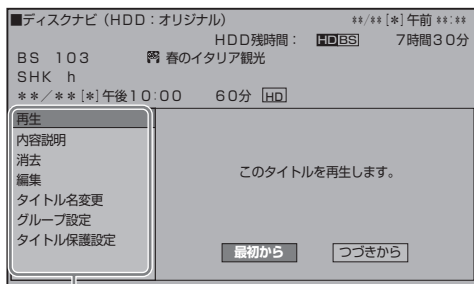 ■ディスクナビ（HDD：オリジナル） **/**[*]午前**:**
HDD残時間： HDBS 7時間30分
BS 103 春のイタリア観光
SHK h
**/**[*]午後10:00 60分 HD
再生
内容説明
消去
編集
タイトル名変更
グループ設定
タイトル保護設定
このタイトルを再生します。
最初から つづきから